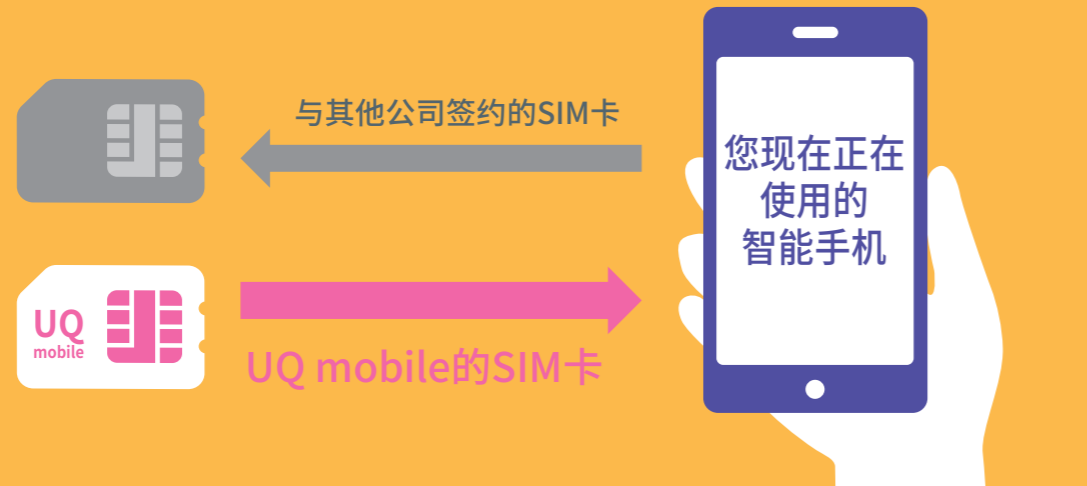 与其他公司签约的SIM卡
您现在正在
使用的
智能手机
UQ
mobile
UQ mobile的SIM卡